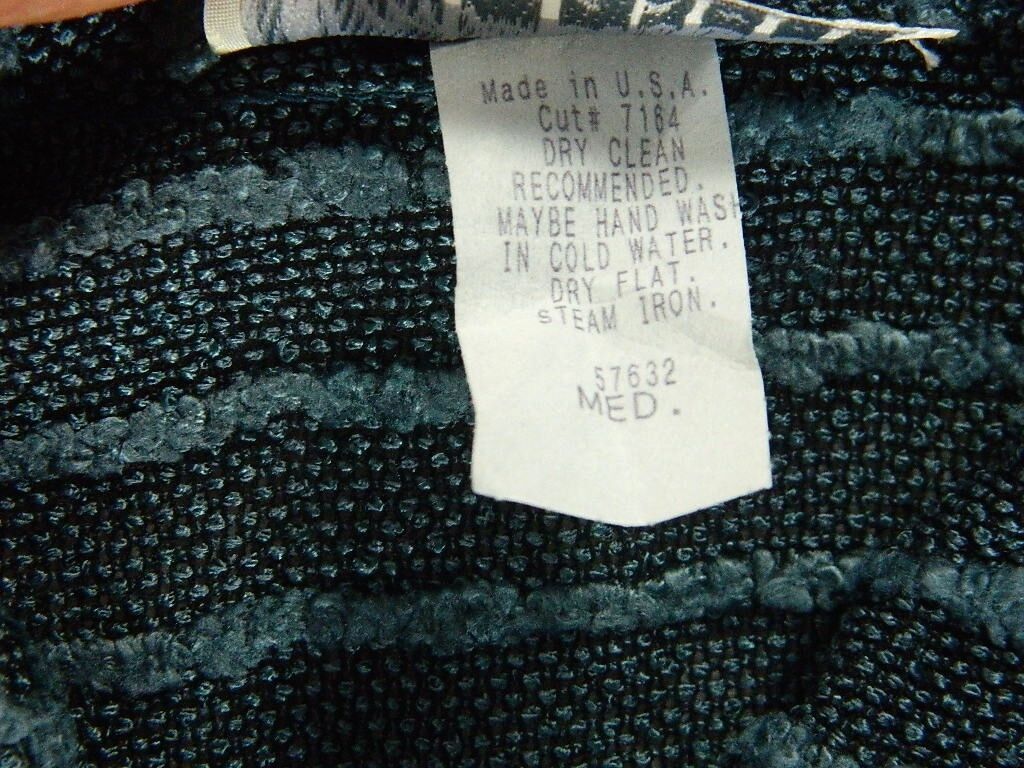 Made in U.S.A.
Cut# 7164
DRY CLEAN
RECOMMENDED.
MAYBE HAND WASH
IN COLD WATER.
DRY FLAT.
STEAM IRON.
57632
MED.